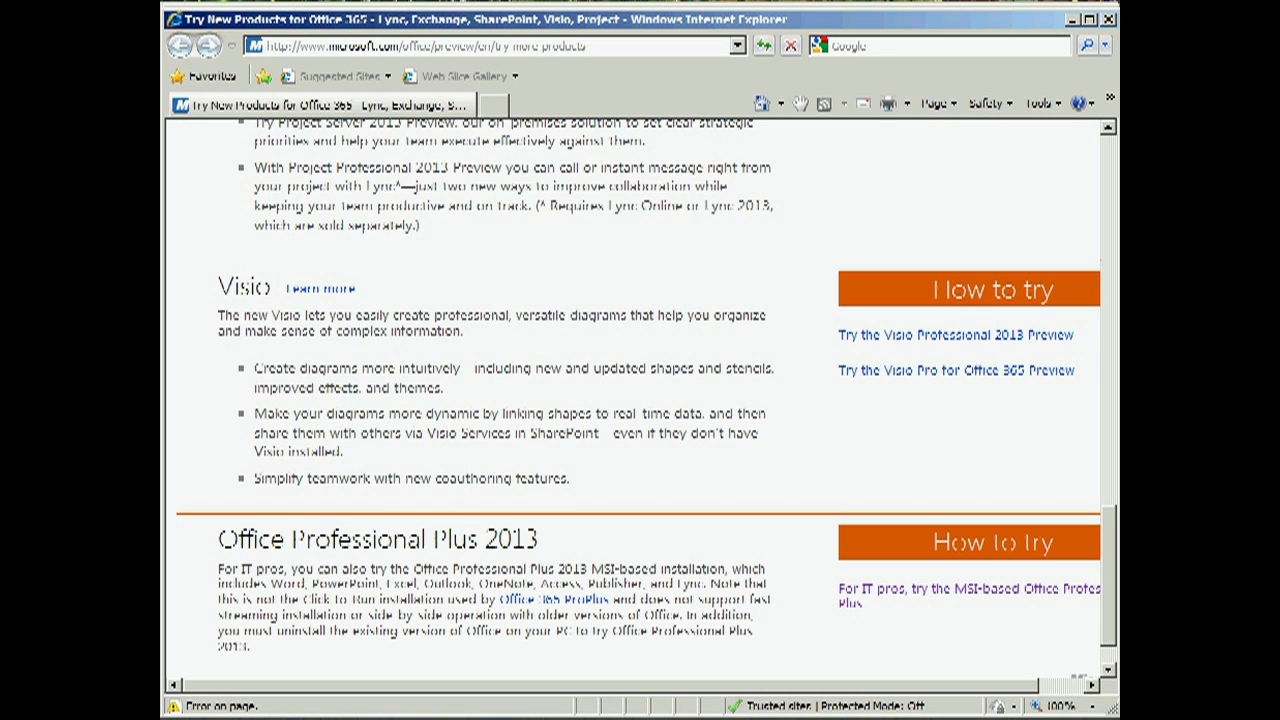 Try New Products for Office 365 - Lync, Exchange, SharePoint, Visio, Project - Windows Internet Explorer
http://www.microsoft.com/office/preview/en/try-more-products
Google
Favorites Suggested Sites Web Slice Gallery
Try New Products for Office 365 - Lync, Exchange, S...
Page Safety Tools
Try Project Server 2013 Preview, our on-premises solution to set clear strategic
priorities and help your team execute effectively against them.
With Project Professional 2013 Preview you can call or instant message right from
your project with Lync*—just two new ways to improve collaboration while
keeping your team productive and on track. (* Requires Lync Online or Lync 2013,
which are sold separately.)
Visio Learn more
The new Visio lets you easily create professional, versatile diagrams that help you organize
and make sense of complex information.
Create diagrams more intuitively—including new and updated shapes and stencils,
improved effects, and themes.
Make your diagrams more dynamic by linking shapes to real-time data, and then
share them with others via Visio Services in SharePoint—even if they don't have
Visio installed.
Simplify teamwork with new coauthoring features.
How to try
Try the Visio Professional 2013 Preview
Try the Visio Pro for Office 365 Preview
Office Professional Plus 2013
For IT pros, you can also try the Office Professional Plus 2013 MSI-based installation, which
includes Word, PowerPoint, Excel, Outlook, OneNote, Access, Publisher, and Lync. Note that
this is not the Click-to-Run installation used by Office 365 ProPlus and does not support fast
streaming installation or side-by-side operation with older versions of Office. In addition,
you must uninstall the existing version of Office on your PC to try Office Professional Plus
2013.
How to try
For IT pros, try the MSI-based Office Profes
Plus
Error on page.
Trusted sites | Protected Mode: Off
100%